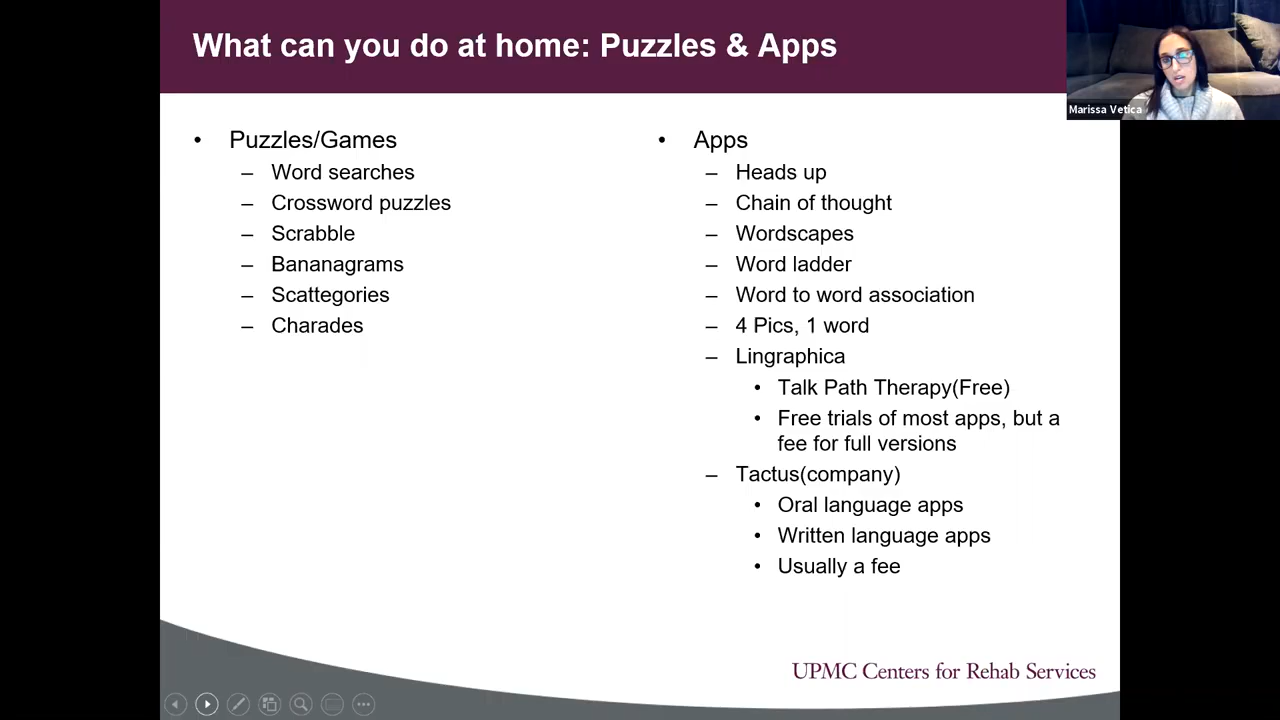 What can you do at home: Puzzles & Apps
Marissa Vetica
• Puzzles/Games
– Word searches
– Crossword puzzles
– Scrabble
– Bananagrams
– Scattegories
– Charades
• Apps
– Heads up
– Chain of thought
– Wordscapes
– Word ladder
– Word to word association
– 4 Pics, 1 word
– Lingraphica
• Talk Path Therapy(Free)
• Free trials of most apps, but a
fee for full versions
– Tactus(company)
• Oral language apps
• Written language apps
• Usually a fee
UPMC Centers for Rehab Services